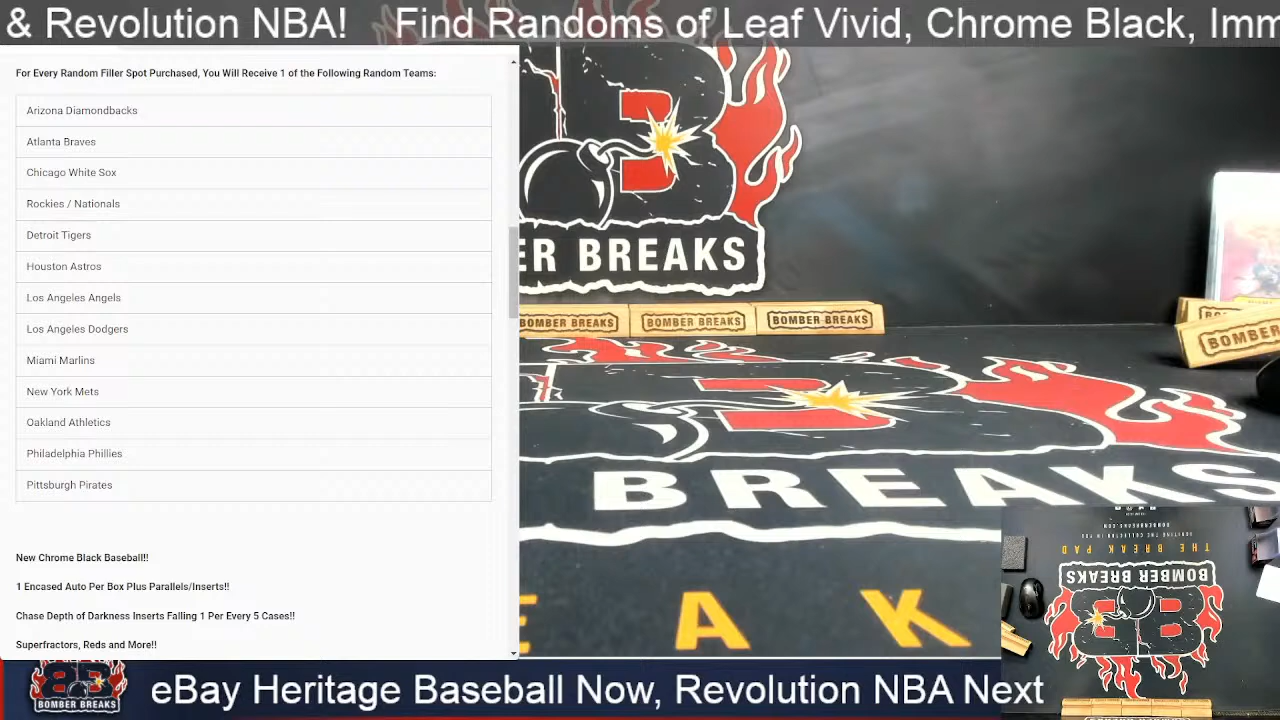 & Revolution NBA!    Find Randoms of Leaf Vivid, Chrome Black, Imm
For Every Random Filler Spot Purchased, You Will Receive 1 of the Following Random Teams:
Arizona Diamondbacks
Atlanta Braves
Chicago White Sox
Rockies / Nationals
Detroit Tigers
Houston Astros
Los Angeles Angels
Los Angeles Dodgers
Miami Marlins
New York Mets
Oakland Athletics
Philadelphia Phillies
Pittsburgh Pirates
New Chrome Black Baseball!!
1 Encased Auto Per Box Plus Parallels/Inserts!!
Chase Depth of Darkness Inserts Falling 1 Per Every 5 Cases!!
Superfractors, Reds and More!!
B
ER BREAKS
BOMBER BREAKS
BOMBER BREAKS
BOMBER BREAKS
BOMBER
B
BREAKS
E A K
BOMBERBREAKS.COM
THE BREAK PAD
BOMBER BREAKS
BB
BB
BOMBER BREAKS
eBay Heritage Baseball Now, Revolution NBA Next